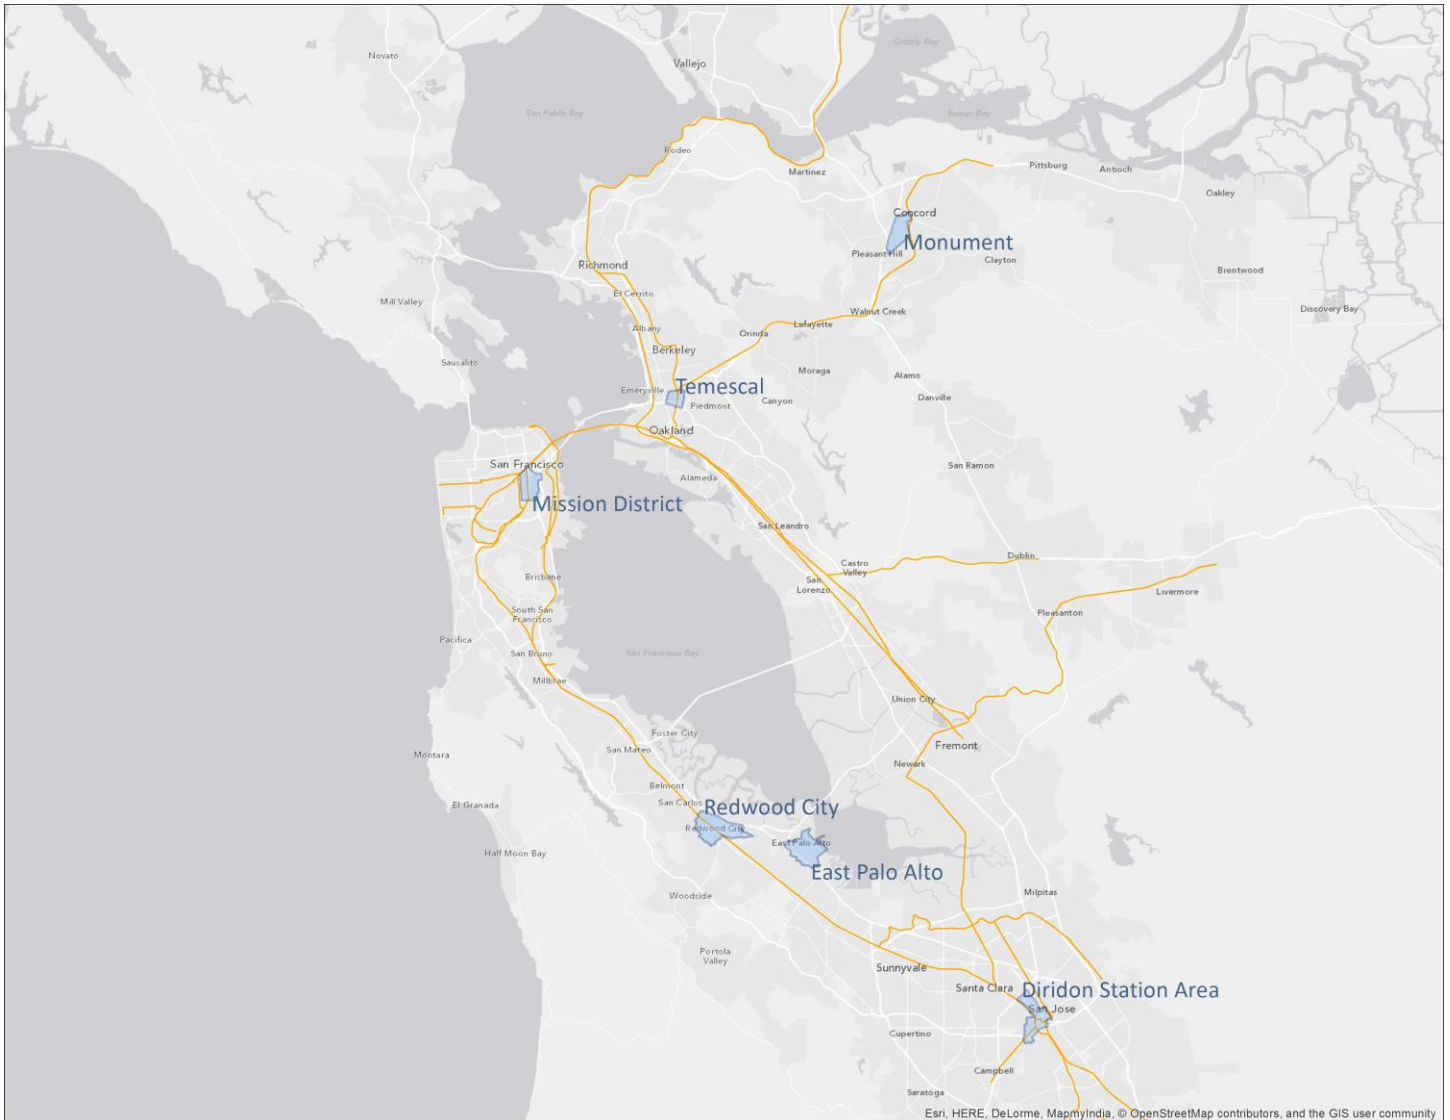 Grizzly Bay
Novato
Vallejo
San Pablo Bay
Suisun Bay
Rodeo
Martinez
Pittsburg
Antioch
Oakley
Concord
Monument
Pleasant Hill
Clayton
Richmond
Brentwood
El Cerrito
Mill Valley
Discovery Bay
Walnut Creek
Lafayette
Albany
Orinda
Berkeley
Sausalito
Moraga
Alamo
Temescal
Emeryville
Danville
Canyon
Piedmont
Oakland
San Francisco
San Ramon
Alameda
Mission District
San Leandro
Dublin
Castro
Valley
Brisbane
San
Lorenzo
Livermore
South San
Francisco
Pleasanton
Pacifica
San Bruno
San Francisco Bay
Millbrae
Union City
Foster City
Fremont
San Mateo
Montara
Newark
Belmont
San Carlos
El Granada
Redwood City
Redwood City
East Palo Alto
Half Moon Bay
East Palo Alto
Woodside
Milpitas
Portola
Valley
Sunnyvale
Santa Clara
Diridon Station Area
San Jose
Cupertino
Campbell
Saratoga
Esri, HERE, DeLorme, MapmyIndia, © OpenStreetMap contributors, and the GIS user community